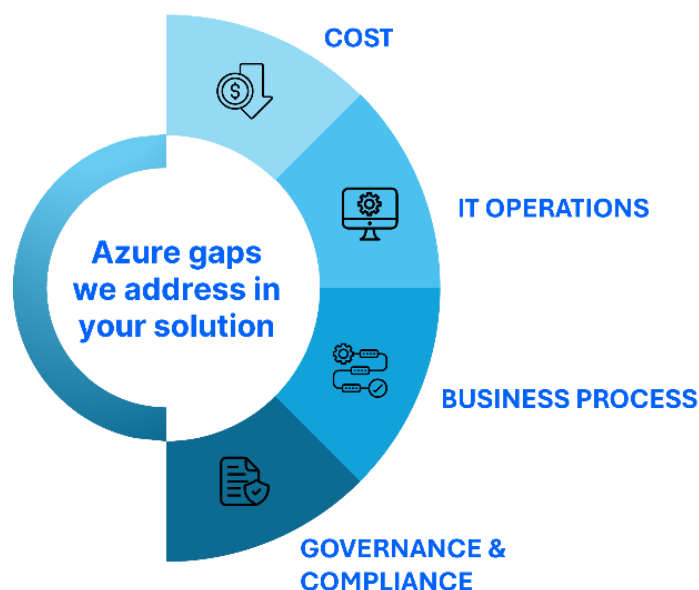 COST
IT OPERATIONS
Azure gaps
we address in
your solution
BUSINESS PROCESS
GOVERNANCE &
COMPLIANCE